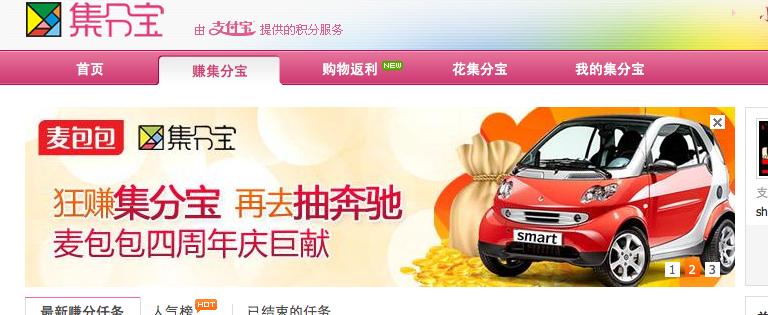 集分宝
由 支付宝 提供的积分服务
首页
赚集分宝
购物返利 NEW
花集分宝
我的集分宝
麦包包 集分宝
狂赚集分宝 再去抽奔驰
麦包包四周年庆巨献
smart
1 2 3
支
sh
最新赚分任务
人气榜 HOT
已结束的任务